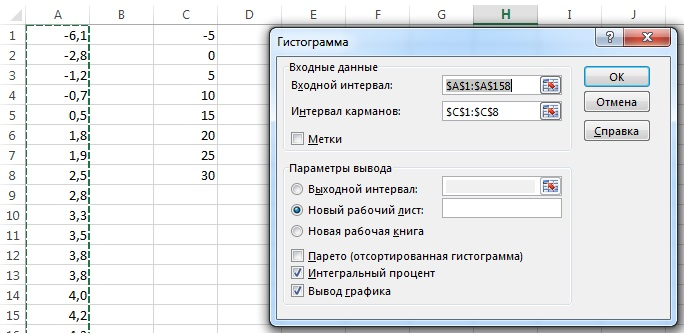 A B C D E F G H I J
1 -6,1 -5
2 -2,8 0
3 -1,2 5
4 -0,7 10
5 0,5 15
6 1,8 20
7 1,9 25
8 2,5 30
9 2,8
10 3,3
11 3,5
12 3,8
13 3,8
14 4,0
15 4,2
Гистограмма
Входные данные
Входной интервал: $A$1:$A$158
Интервал карманов: $C$1:$C$8
Метки
Параметры вывода
Выходной интервал:
Новый рабочий лист:
Новая рабочая книга
Парето (отсортированная гистограмма)
Интегральный процент
Вывод графика
ОК
Отмена
Справка